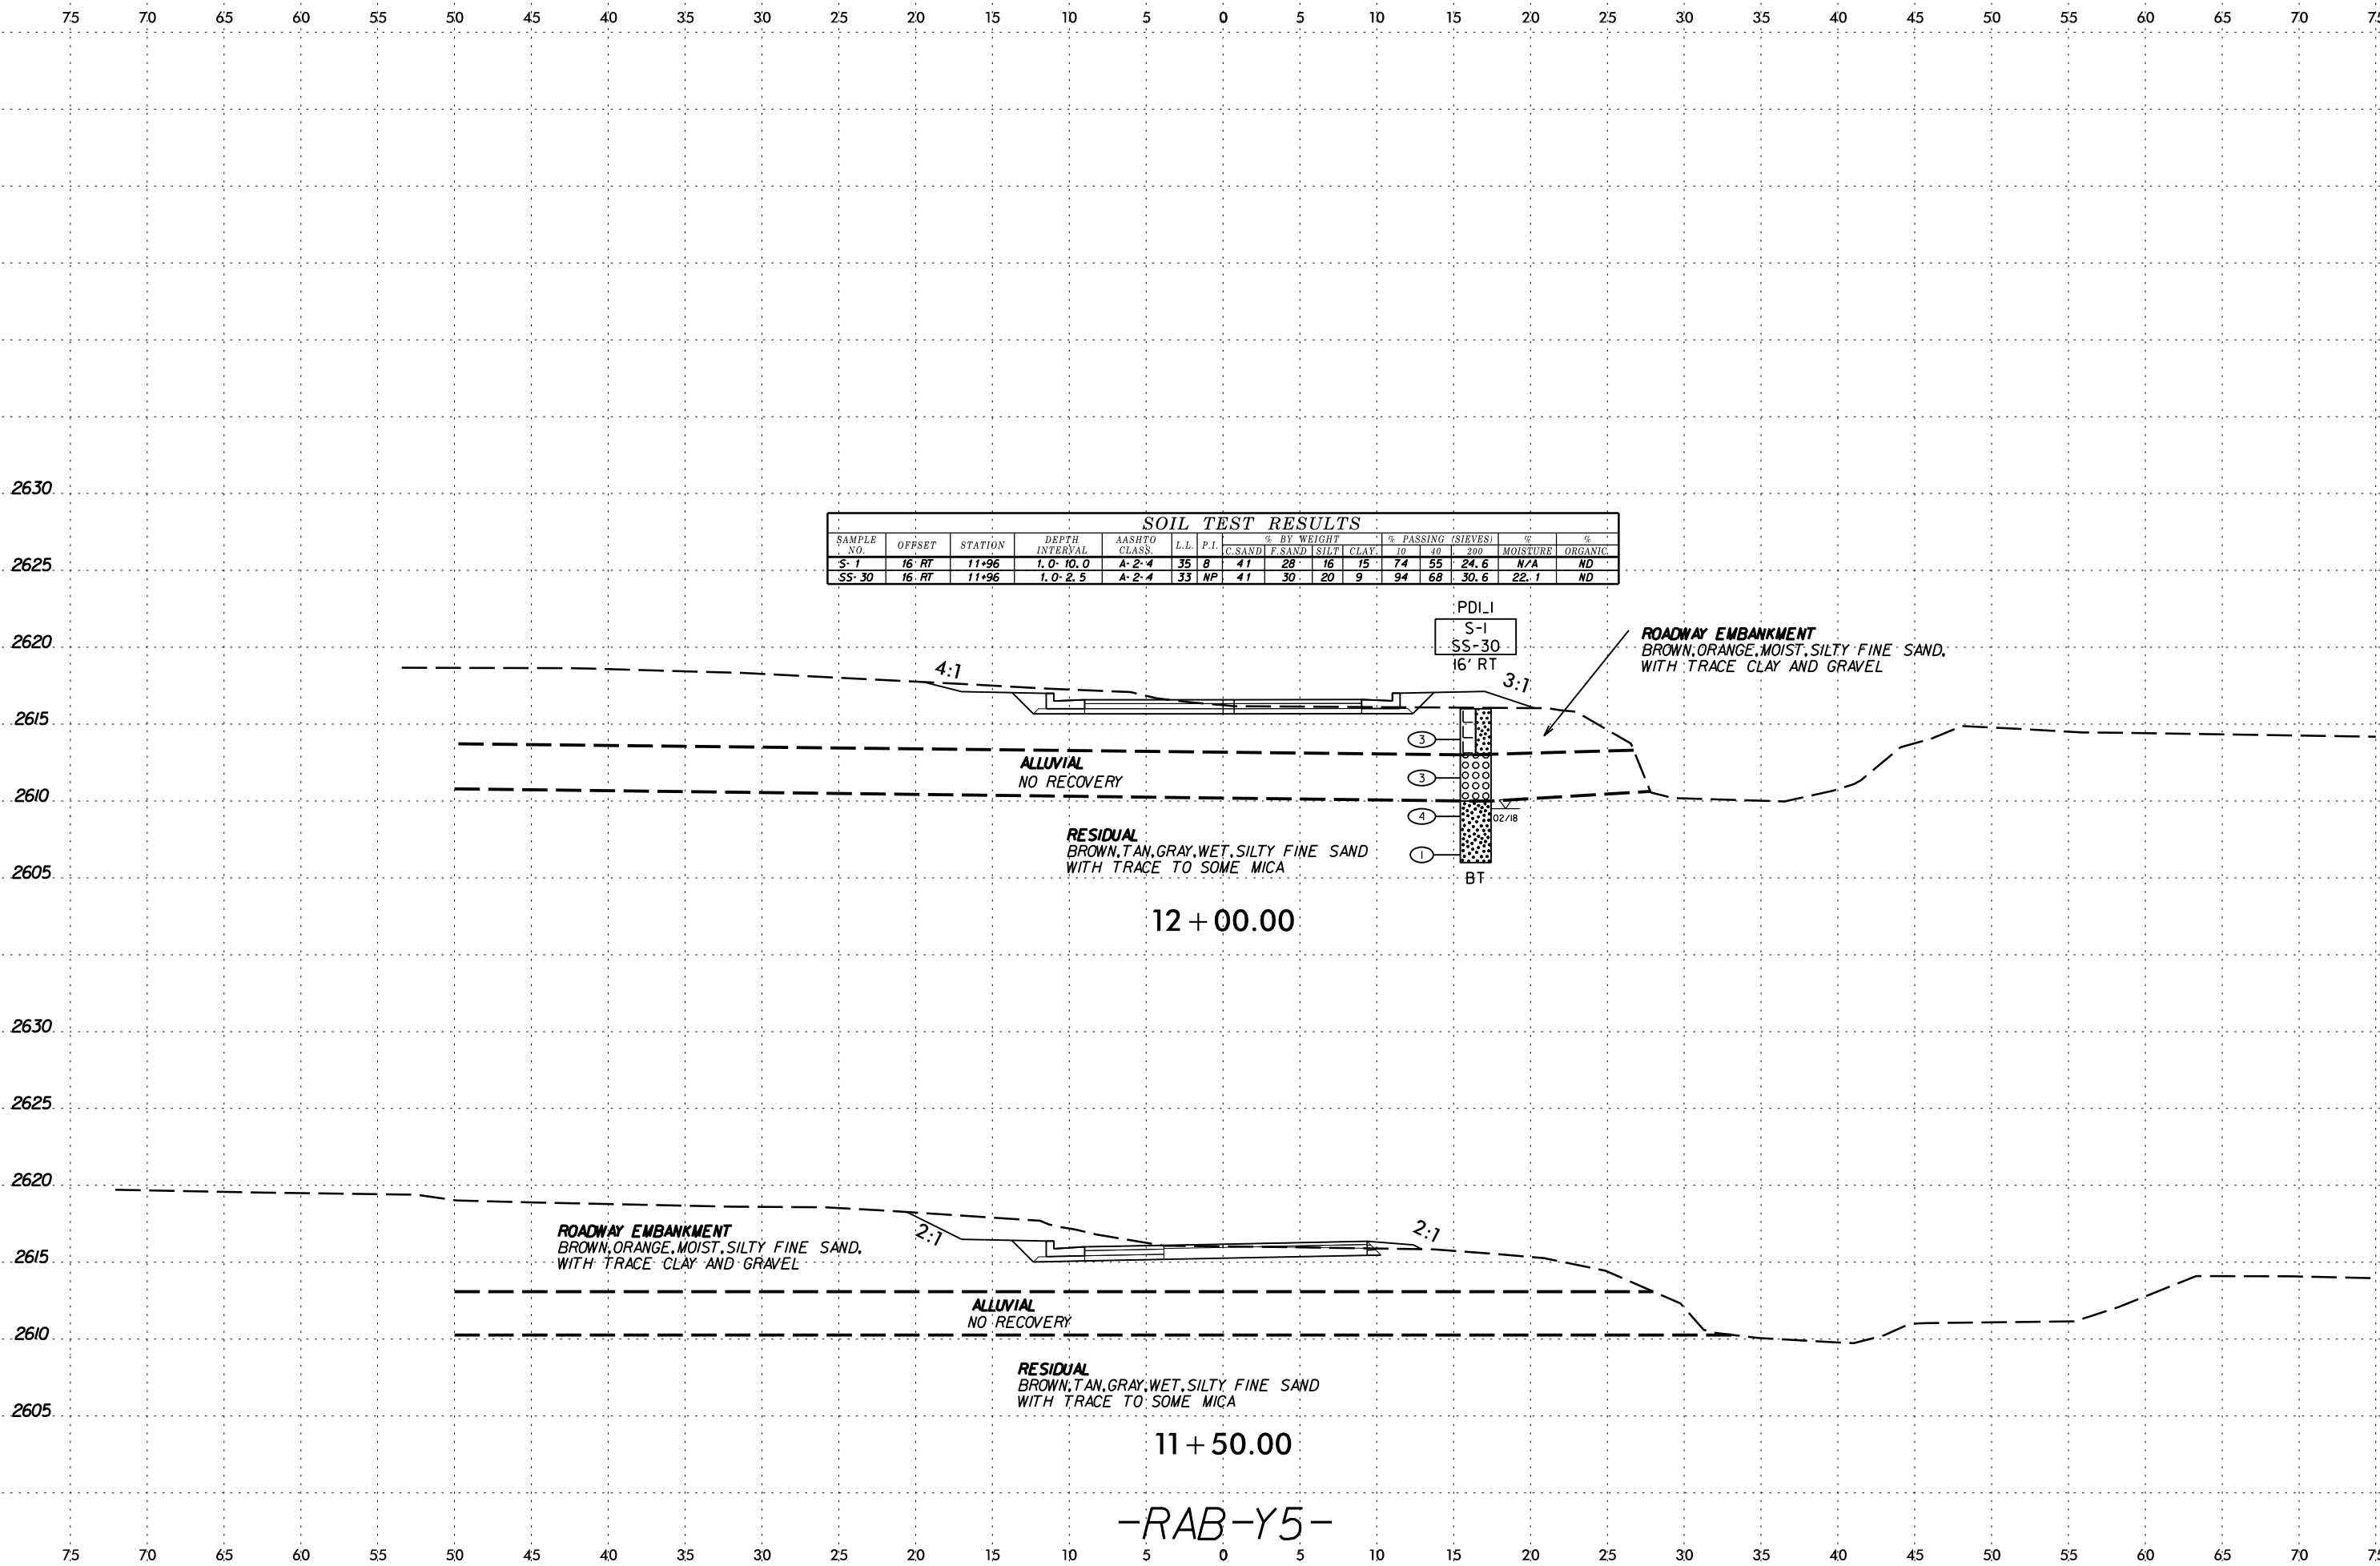 75 70 65 60 55 50 45 40 35 30 25 20 15 10 5 0 5 10 15 20 25 30 35 40 45 50 55 60 65 70 75
2630
SOIL TEST RESULTS
SAMPLE NO. OFFSET STATION DEPTH INTERVAL AASHTO CLASS. L.L. P.I. % BY WEIGHT % PASSING (SIEVES) % MOISTURE % ORGANIC
C.SAND F.SAND SILT CLAY 10 40 200
S-1 16 RT 11+96 1.0-10.0 A-2-4 35 8 41 28 16 15 74 55 24.6 N/A ND
SS-30 16 RT 11+96 1.0-2.5 A-2-4 33 NP 41 30 20 9 94 68 30.6 22.1 ND
2625
PDI_1
S-1
SS-30
16' RT
2620
ROADWAY EMBANKMENT
BROWN,ORANGE,MOIST,SILTY FINE SAND,
WITH TRACE CLAY AND GRAVEL
4:1
3:1
2615
3
ALLUVIAL
NO RECOVERY
3
2610
4
02/18
RESIDUAL
BROWN,TAN,GRAY,WET,SILTY FINE SAND
WITH TRACE TO SOME MICA
1
2605
BT
12+00.00
2630
2625
2620
ROADWAY EMBANKMENT
BROWN,ORANGE,MOIST,SILTY FINE SAND,
WITH TRACE CLAY AND GRAVEL
2:1
2:1
2615
ALLUVIAL
NO RECOVERY
2610
RESIDUAL
BROWN,TAN,GRAY,WET,SILTY FINE SAND
WITH TRACE TO SOME MICA
2605
11+50.00
-RAB-Y5-
75 70 65 60 55 50 45 40 35 30 25 20 15 10 5 0 5 10 15 20 25 30 35 40 45 50 55 60 65 70 75